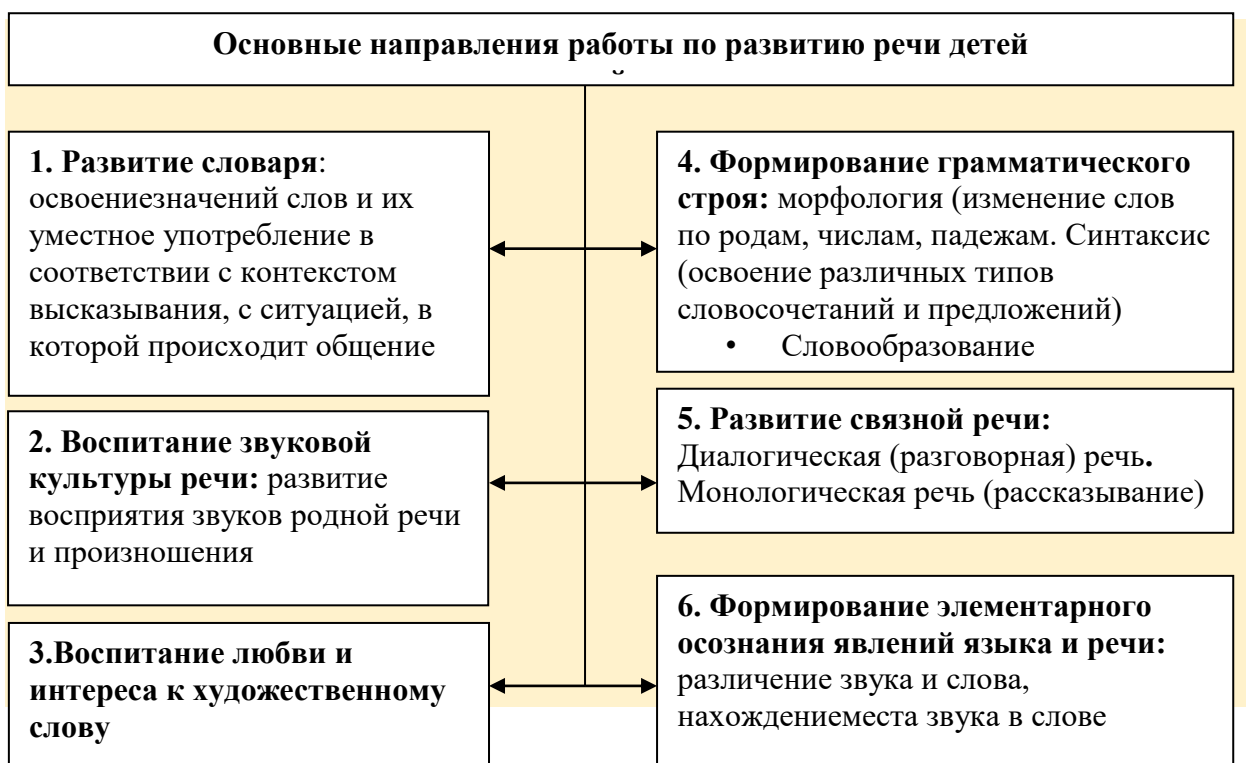 Основные направления работы по развитию речи детей
1. Развитие словаря:
освоениезначений слов и их
уместное употребление в
соответствии с контекстом
высказывания, с ситуацией, в
которой происходит общение
2. Воспитание звуковой
культуры речи: развитие
восприятия звуков родной речи
и произношения
3.Воспитание любви и
интереса к художественному
слову
4. Формирование грамматического
строя: морфология (изменение слов
по родам, числам, падежам. Синтаксис
(освоение различных типов
словосочетаний и предложений)
• Словообразование
5. Развитие связной речи:
Диалогическая (разговорная) речь.
Монологическая речь (рассказывание)
6. Формирование элементарного
осознания явлений языка и речи:
различение звука и слова,
нахождениеместа звука в слове